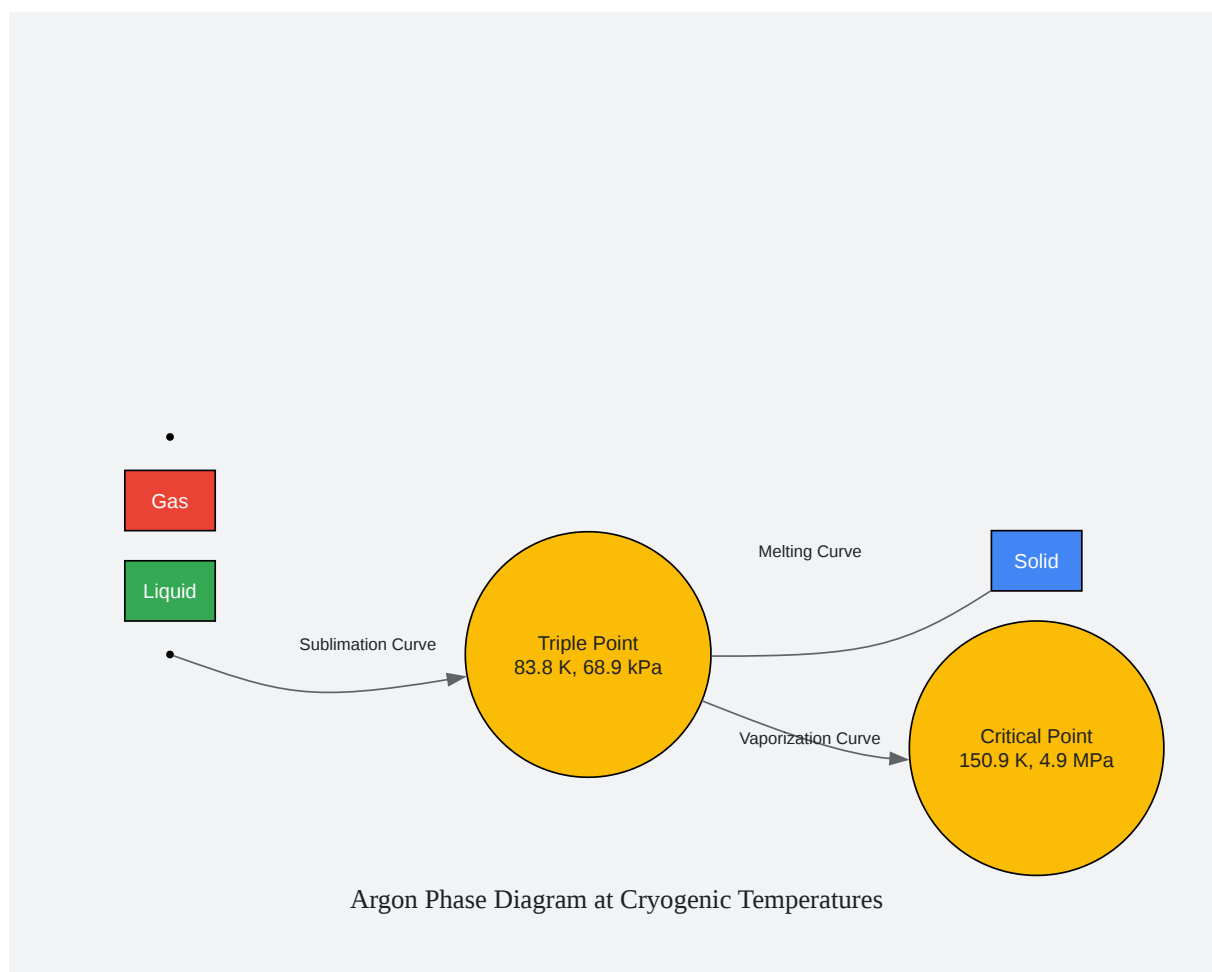 Gas
Liquid
Melting Curve
Solid
Sublimation Curve
Triple Point
83.8 K, 68.9 kPa
Vaporization Curve
Critical Point
150.9 K, 4.9 MPa
Argon Phase Diagram at Cryogenic Temperatures